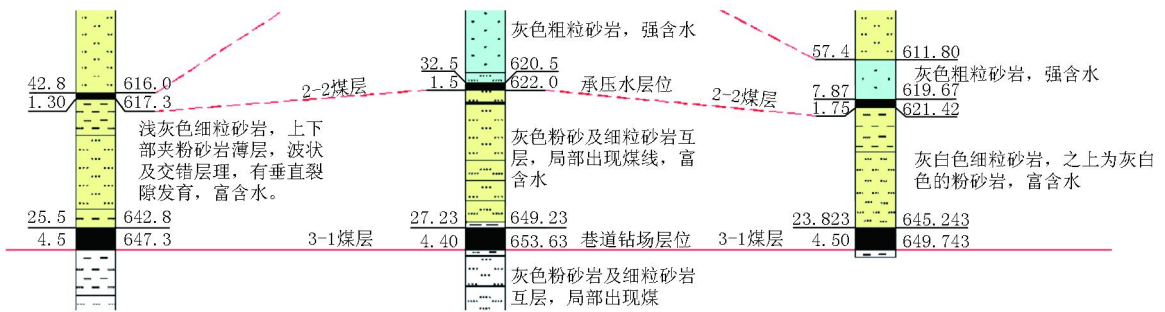 灰色粗粒砂岩，强含水
57.4 611.80
灰色粗粒砂岩，强含水
42.8 616.0
1.30 617.3
2-2煤层
32.5 620.5
1.5 622.0
承压水层位
2-2煤层
7.87 619.67
1.75 621.42
浅灰色细粒砂岩，上下
部夹粉砂岩薄层，波状
及交错层理，有垂直裂
隙发育，富含水。
灰色粉砂及细粒砂岩互
层，局部出现煤线，富
含水
灰白色细粒砂岩，之上为灰白
色的粉砂岩，富含水
25.5 642.8
4.5 647.3
3-1煤层
27.23 649.23
4.40 653.63
巷道钻场层位
3-1煤层
23.823 645.243
4.50 649.743
灰色粉砂岩及细粒砂岩
互层，局部出现煤